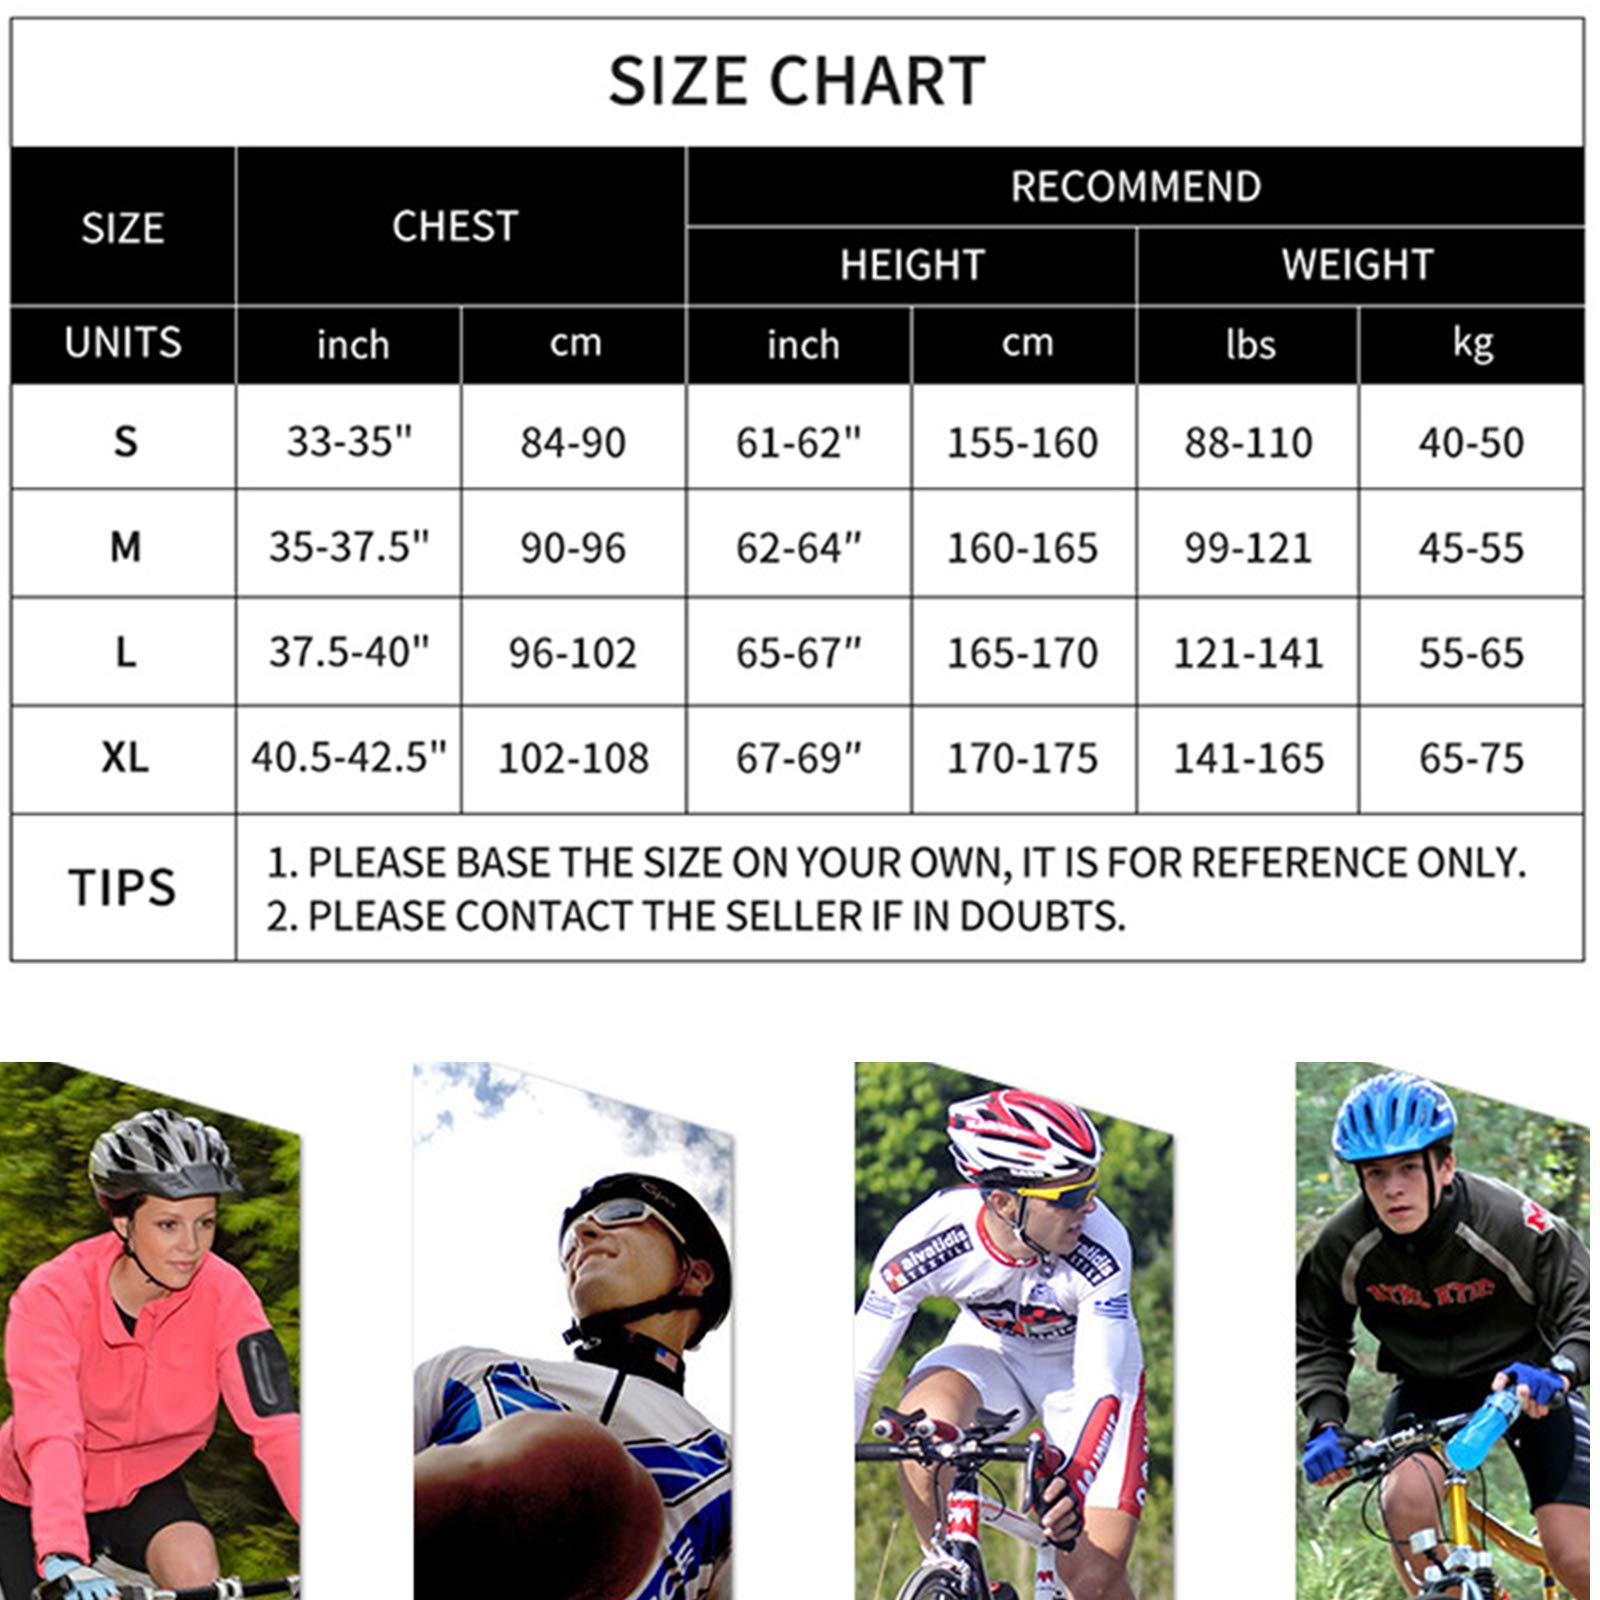 SIZE CHART
SIZE CHEST RECOMMEND
HEIGHT WEIGHT
UNITS inch cm inch cm lbs kg
S 33-35" 84-90 61-62" 155-160 88-110 40-50
M 35-37.5" 90-96 62-64″ 160-165 99-121 45-55
L 37.5-40" 96-102 65-67″ 165-170 121-141 55-65
XL 40.5-42.5" 102-108 67-69″ 170-175 141-165 65-75
TIPS
1. PLEASE BASE THE SIZE ON YOUR OWN, IT IS FOR REFERENCE ONLY.
2. PLEASE CONTACT THE SELLER IF IN DOUBTS.
alvatidis
TEXTILE
ATHLETIC